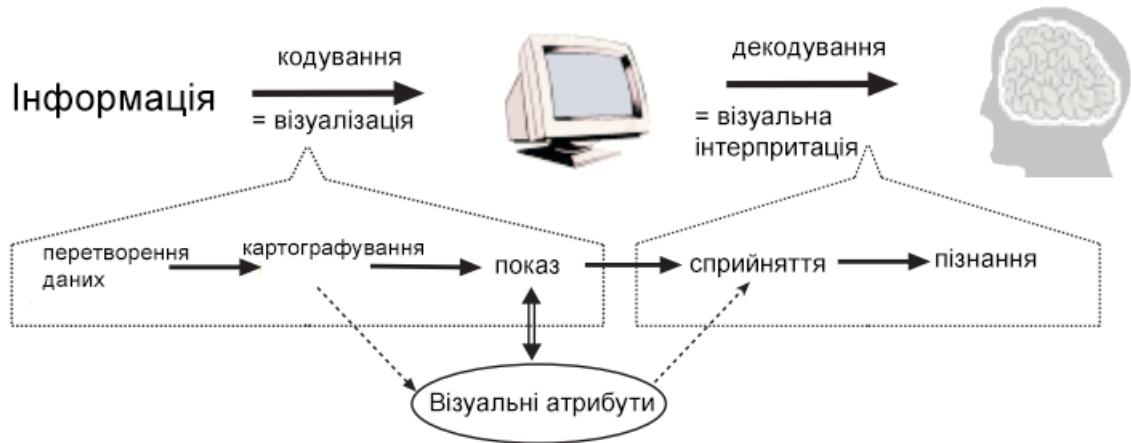 кодування
декодування
Інформація
= візуалізація
= візуальна
інтерпритація
перетворення
даних
картографування
показ
сприйняття
пізнання
Візуальні атрибути